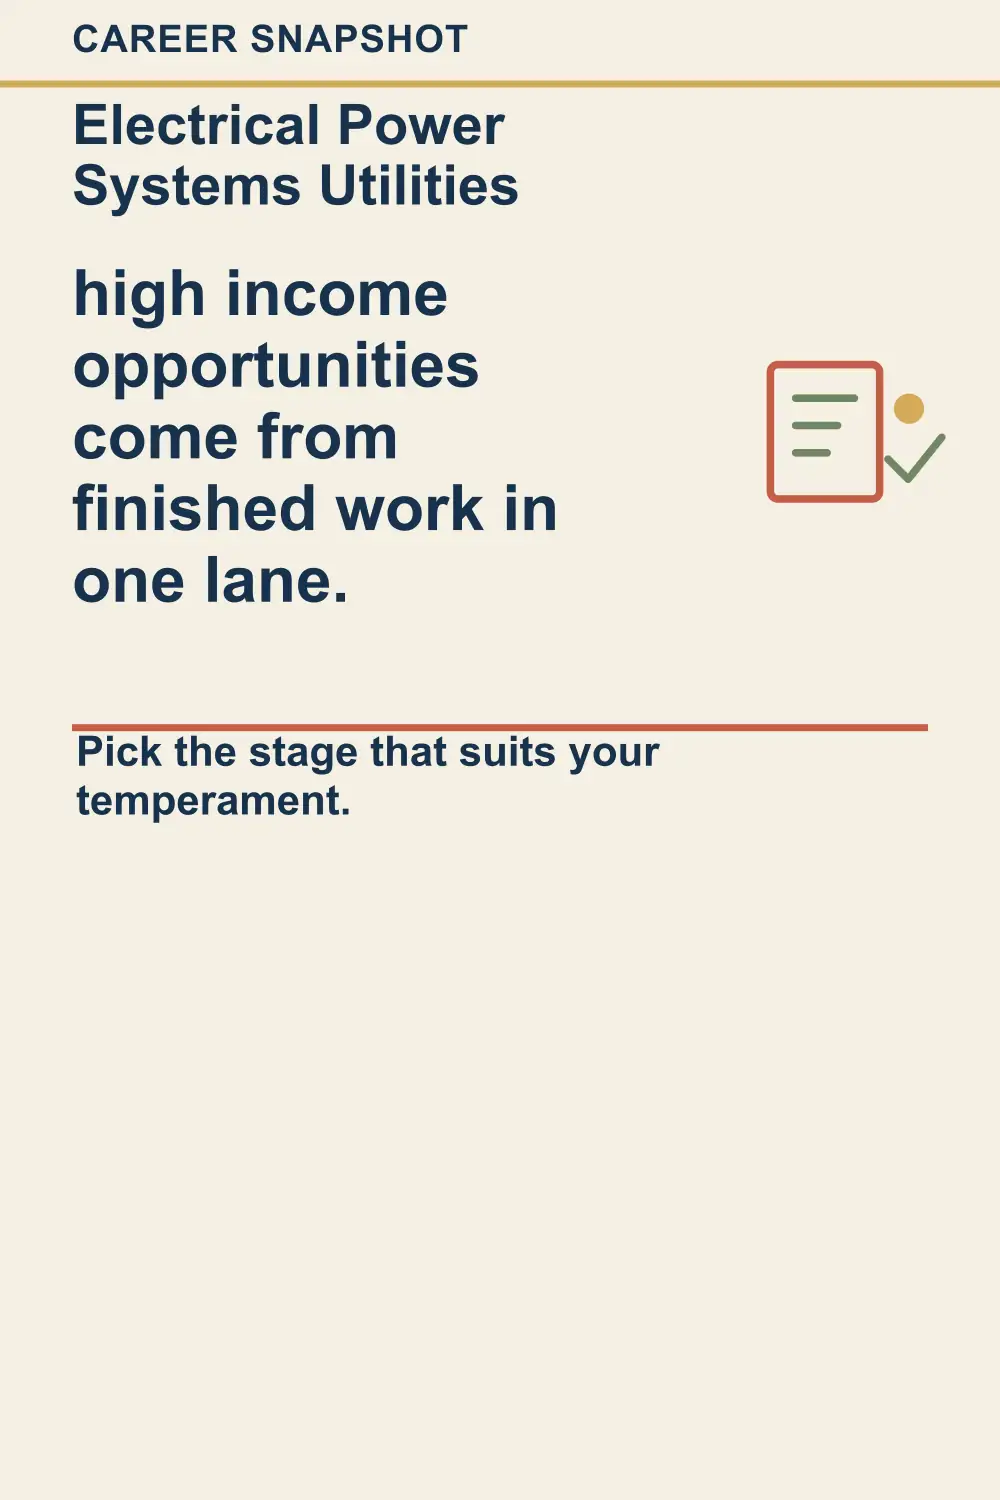 CAREER SNAPSHOT
Electrical Power
Systems Utilities
high income
opportunities
come from
finished work in
one lane.
Pick the stage that suits your
temperament.